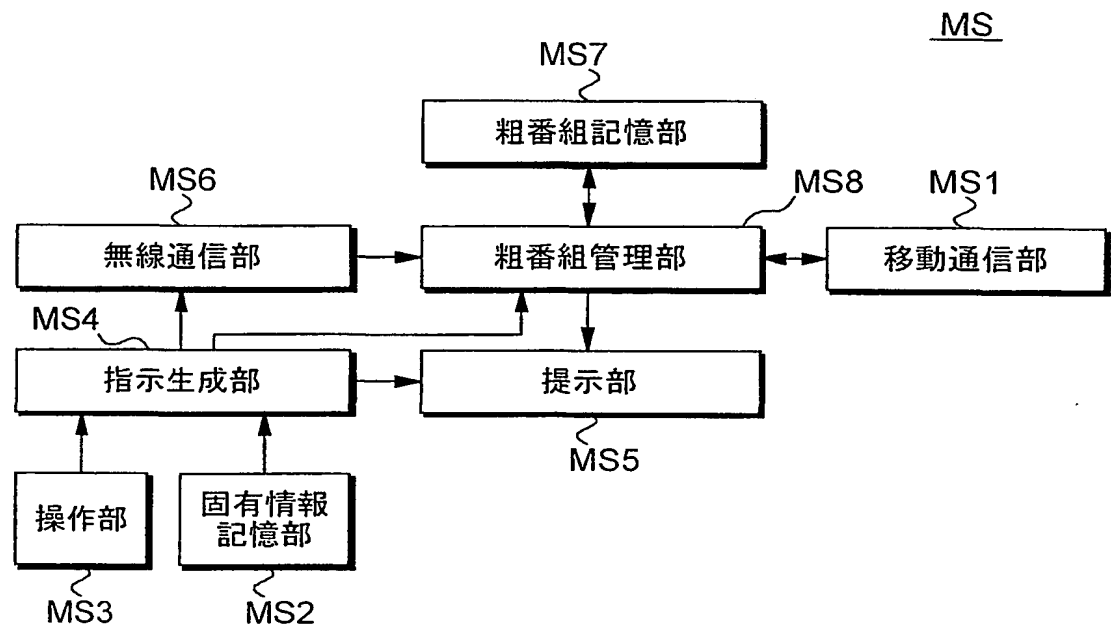 MS
MS7
粗番組記憶部
MS6
MS8
MS1
無線通信部
粗番組管理部
移動通信部
MS4
指示生成部
提示部
MS5
操作部
固有情報
記憶部
MS3
MS2